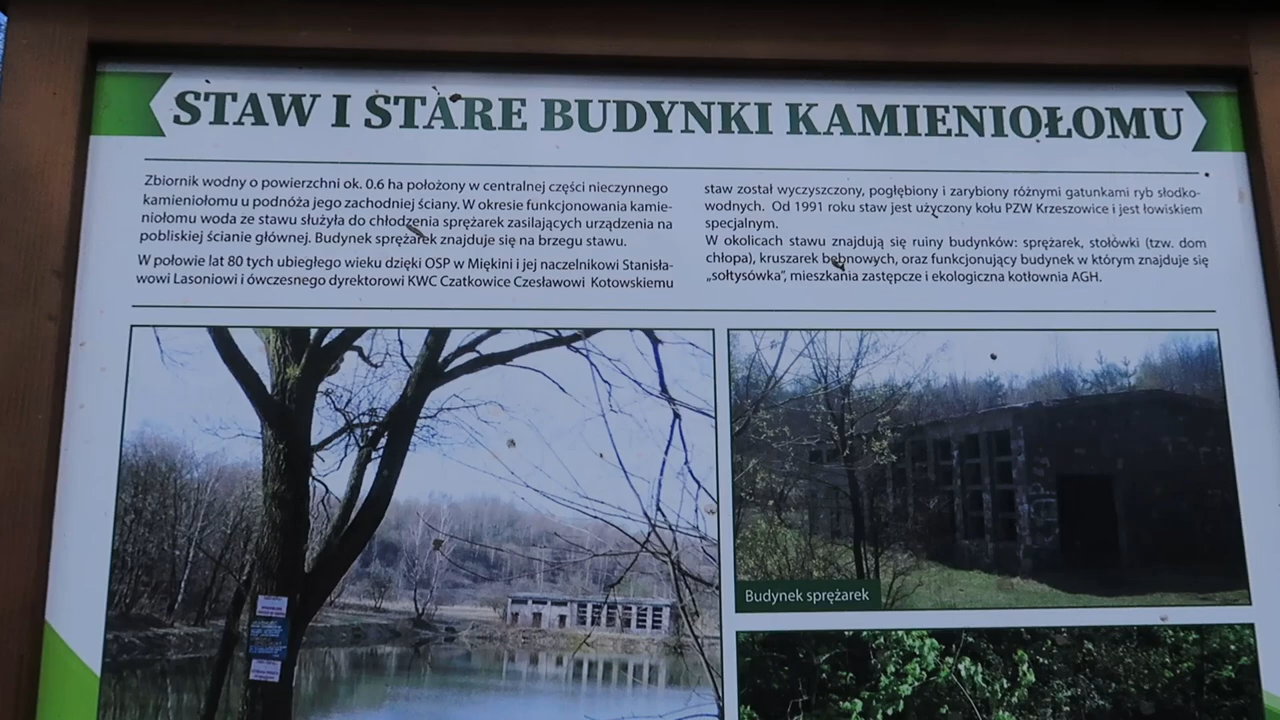 STAW I STARE BUDYNKI KAMIENIOŁOMU
Zbiornik wodny o powierzchni ok. 0.6 ha położony w centralnej części nieczynnego
kamieniołomu u podnóża jego zachodniej ściany. W okresie funkcjonowania kamie-
niołomu woda ze stawu służyła do chłodzenia sprężarek zasilających urządzenia na
pobliskiej ścianie głównej. Budynek sprężarek znajduje się na brzegu stawu.
W połowie lat 80 tych ubiegłego wieku dzięki OSP w Miękini i jej naczelnikowi Stanisła-
wowi Lasoniowi i ówczesnego dyrektorowi KWC Czatkowice Czesławowi Kotowskiemu
staw został wyczyszczony, pogłębiony i zarybiony różnymi gatunkami ryb słodko-
wodnych. Od 1991 roku staw jest użyczony kołu PZW Krzeszowice i jest łowiskiem
specjalnym.
W okolicach stawu znajdują się ruiny budynków: sprężarek, stołówki (tzw. dom
chłopa), kruszarek bębnowych, oraz funkcjonujący budynek w którym znajduje się
„sołtysówka", mieszkania zastępcze i ekologiczna kotłownia AGH.
Budynek sprężarek